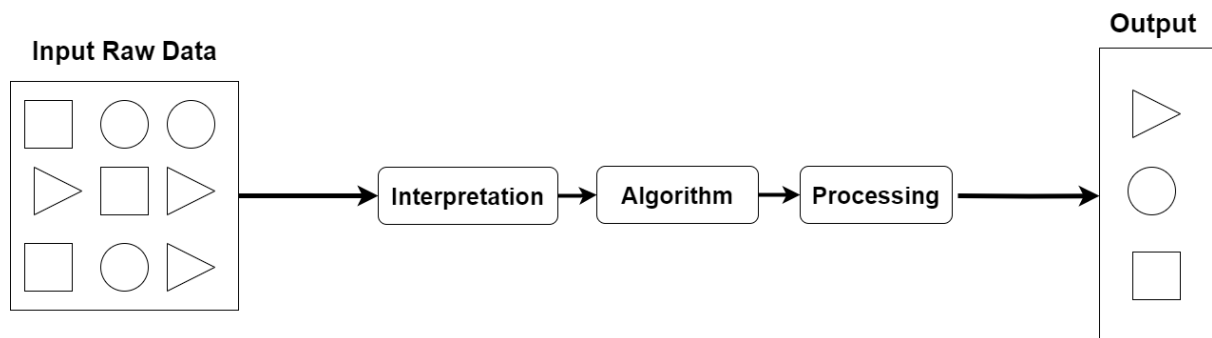 Input Raw Data
Interpretation
Algorithm
Processing
Output